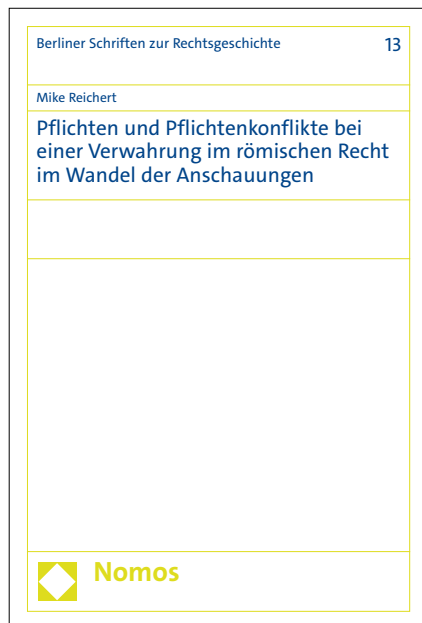 Berliner Schriften zur Rechtsgeschichte 13
Mike Reichert
Pflichten und Pflichtenkonflikte bei
einer Verwahrung im römischen Recht
im Wandel der Anschauungen
Nomos